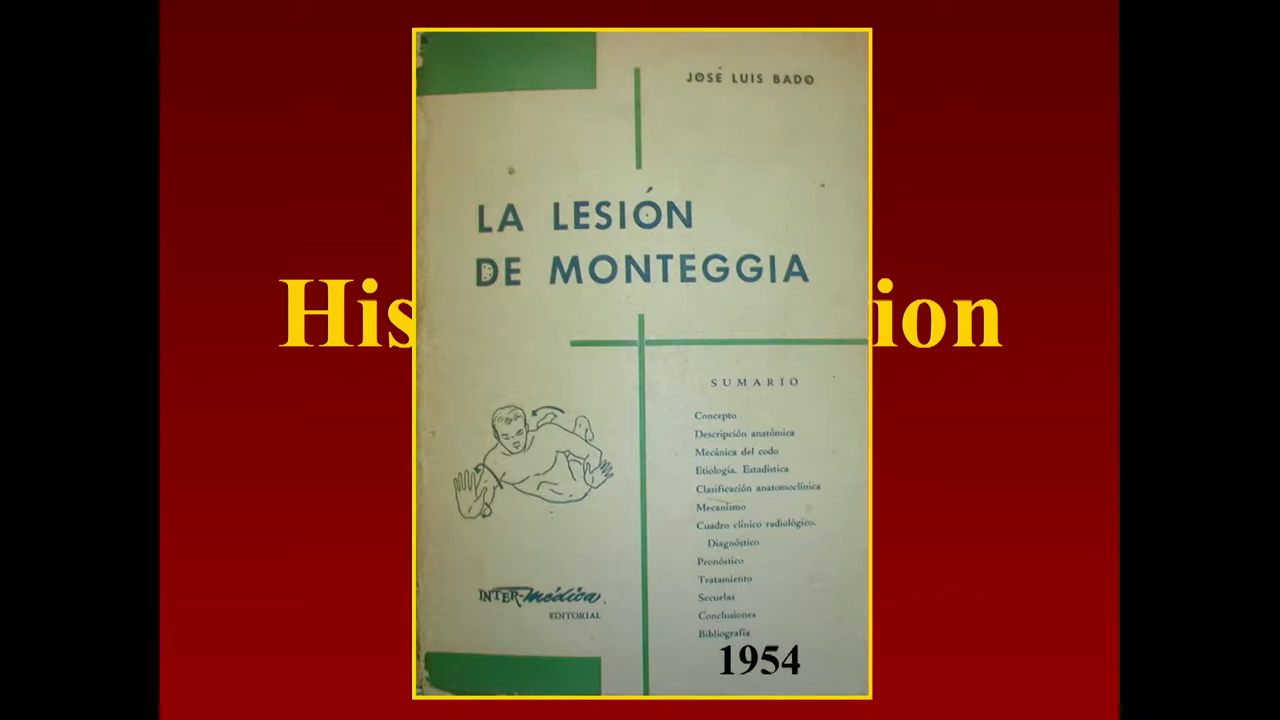 JOSÉ LUIS BADO
LA LESIÓN
DE MONTEGGIA
His
ion
SUMARIO
Concepto
Descripción anatómica
Mecánica del codo
Etiología. Estadística
Clasificación anatomoclínica
Mecanismo
Cuadro clínico radiológico.
Diagnóstico
Pronóstico
Tratamiento
Secuelas
Conclusiones
Bibliografía
INTER-médica
EDITORIAL
1954